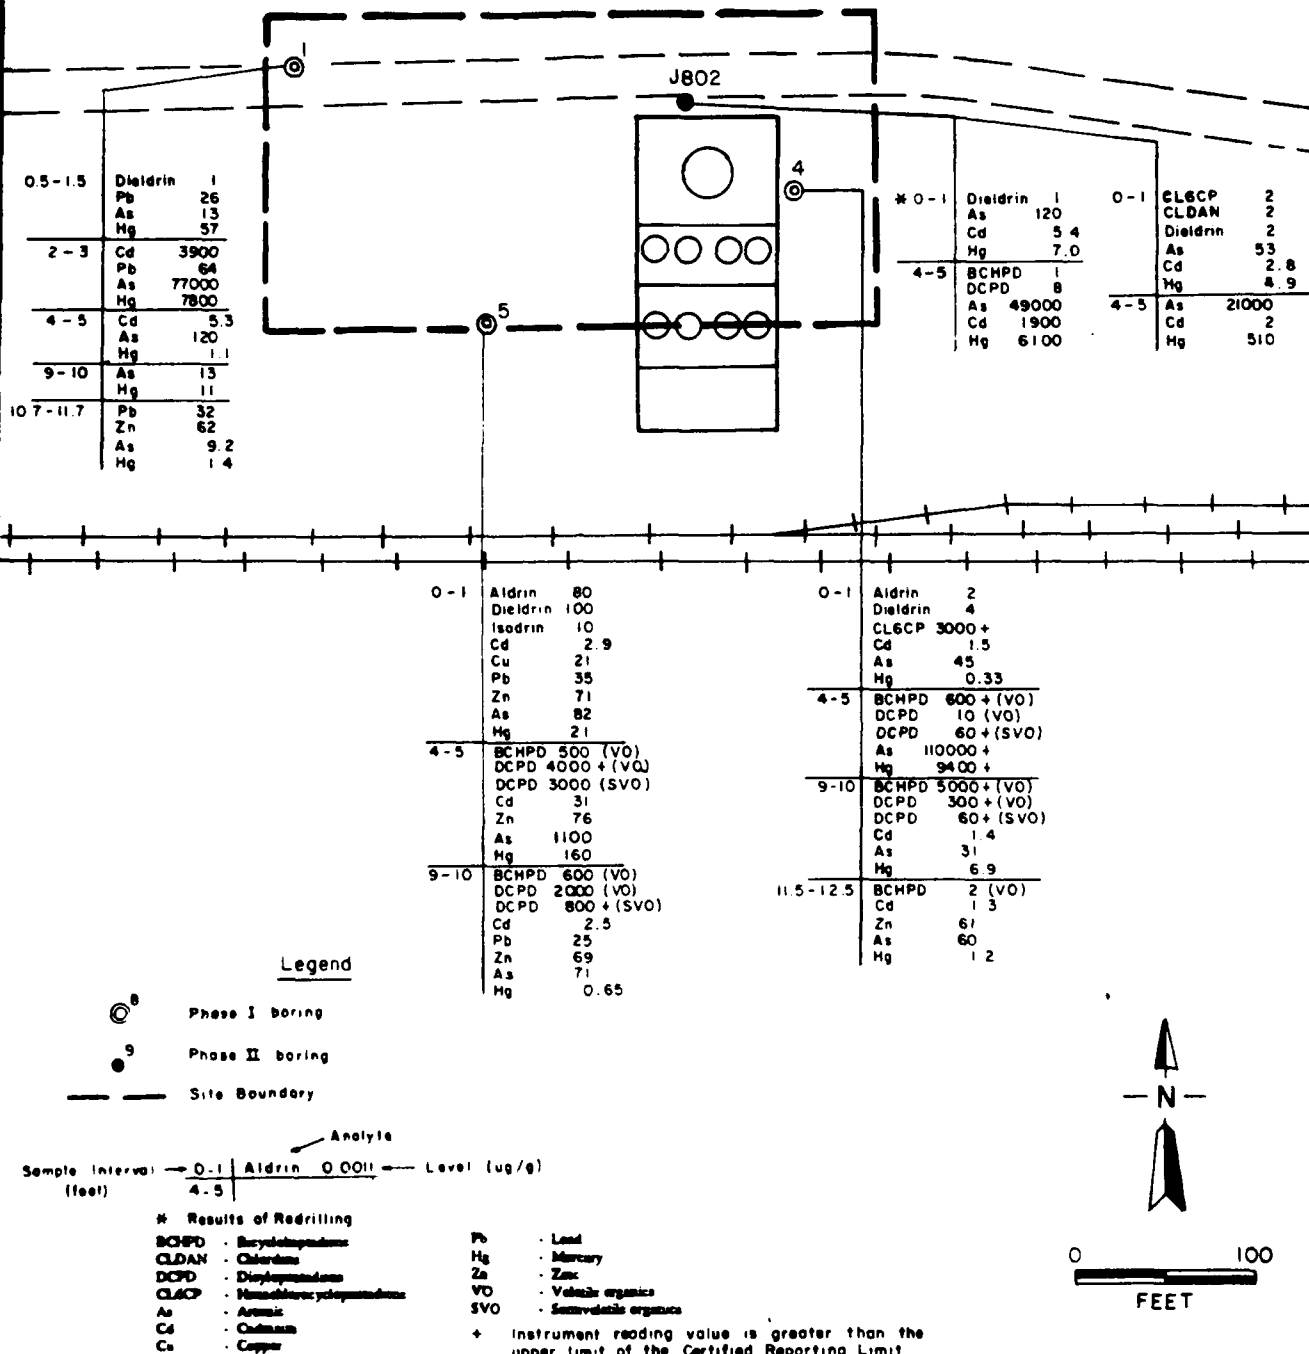 1
J802
4
5
0.5-1.5 Dieldrin 1
Pb 26
As 13
Hg 57
2-3 Cd 3900
Pb 64
As 77000
Hg 7800
4-5 Cd 5.3
As 120
Hg 1.1
9-10 As 13
Hg 11
10 7-11.7 Pb 32
Zn 62
As 9.2
Hg 1 4
* 0-1 Dieldrin 1
As 120
Cd 5 4
Hg 7.0
4-5 BCHPD 1
DCPD 8
As 49000
Cd 1900
Hg 6100
0-1 CL6CP 2
CLDAN 2
Dieldrin 2
As 53
Cd 2.8
Hg 4.9
4-5 As 21000
Cd 2
Hg 510
0-1 Aldrin 80
Dieldrin 100
Isodrin 10
Cd 2.9
Cu 21
Pb 35
Zn 71
As 82
Hg 21
4-5 BCHPD 500 (VO)
DCPD 4000 + (VO)
DCPD 3000 (SVO)
Cd 31
Zn 76
As 1100
Hg 160
9-10 BCHPD 600 (VO)
DCPD 2000 (VO)
DCPD 800 + (SVO)
Cd 2.5
Pb 25
Zn 69
As 71
Hg 0.65
0-1 Aldrin 2
Dieldrin 4
CL6CP 3000 +
Cd 1.5
As 45
Hg 0.33
4-5 BCHPD 600 + (VO)
DCPD 10 (VO)
DCPD 60 + (SVO)
As 110000 +
Hg 9400 +
9-10 BCHPD 5000 + (VO)
DCPD 300 + (VO)
DCPD 60 + (SVO)
Cd 1.4
As 31
Hg 6.9
11.5-12.5 BCHPD 2 (VO)
Cd 1 3
Zn 61
As 60
Hg 1 2
Legend
8 Phase I boring
9 Phase II boring
Site Boundary
Analyte
Sample Interval 0-1 Aldrin 0.0011 Level (ug/g)
(feet) 4-5
* Results of Redrilling
BCHPD - Bicycloheptadiene
CLDAN - Chlordane
DCPD - Dicyclopentadiene
CL6CP - Hexachlorocyclopentadiene
As - Arsenic
Cd - Cadmium
Cu - Copper
Pb - Lead
Hg - Mercury
Zn - Zinc
VO - Volatile organics
SVO - Semivolatile organics
+ Instrument reading value is greater than the
upper limit of the Certified Reporting Limit
N
0 100
FEET